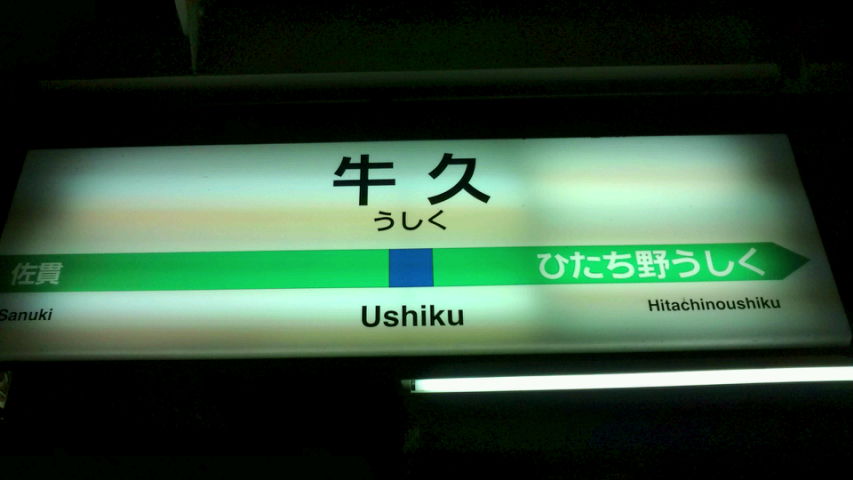 牛久
うしく
佐貫
ひたち野うしく
Sanuki
Ushiku
Hitachinoushiku